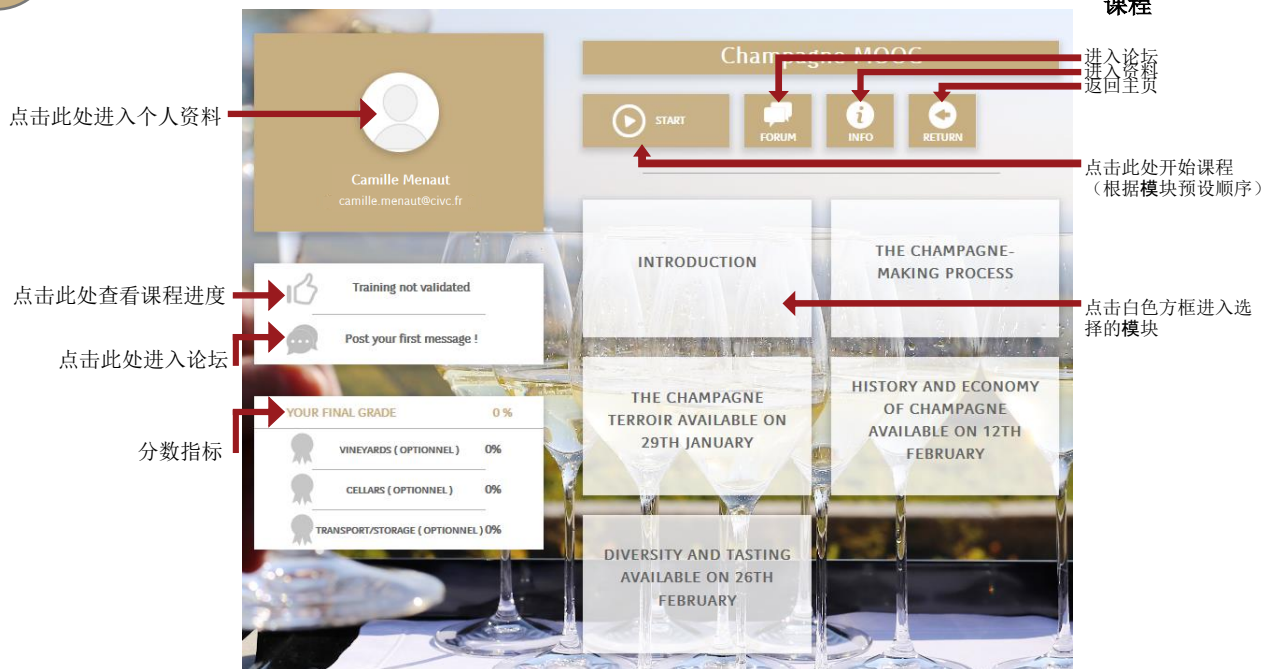 课程
Champagne MOOC
进入论坛
进入资料
返回主页
点击此处进入个人资料
START
FORUM
INFO
RETURN
Camille Menaut
camille.menaut@civc.fr
点击此处开始课程
（根据模块预设顺序）
INTRODUCTION
THE CHAMPAGNE-
MAKING PROCESS
点击此处查看课程进度
Training not validated
点击白色方框进入选
择的模块
Post your first message !
点击此处进入论坛
THE CHAMPAGNE
TERROIR AVAILABLE ON
29TH JANUARY
HISTORY AND ECONOMY
OF CHAMPAGNE
AVAILABLE ON 12TH
FEBRUARY
YOUR FINAL GRADE 0 %
分数指标
VINEYARDS ( OPTIONNEL ) 0%
CELLARS ( OPTIONNEL ) 0%
TRANSPORT/STORAGE ( OPTIONNEL ) 0%
DIVERSITY AND TASTING
AVAILABLE ON 26TH
FEBRUARY